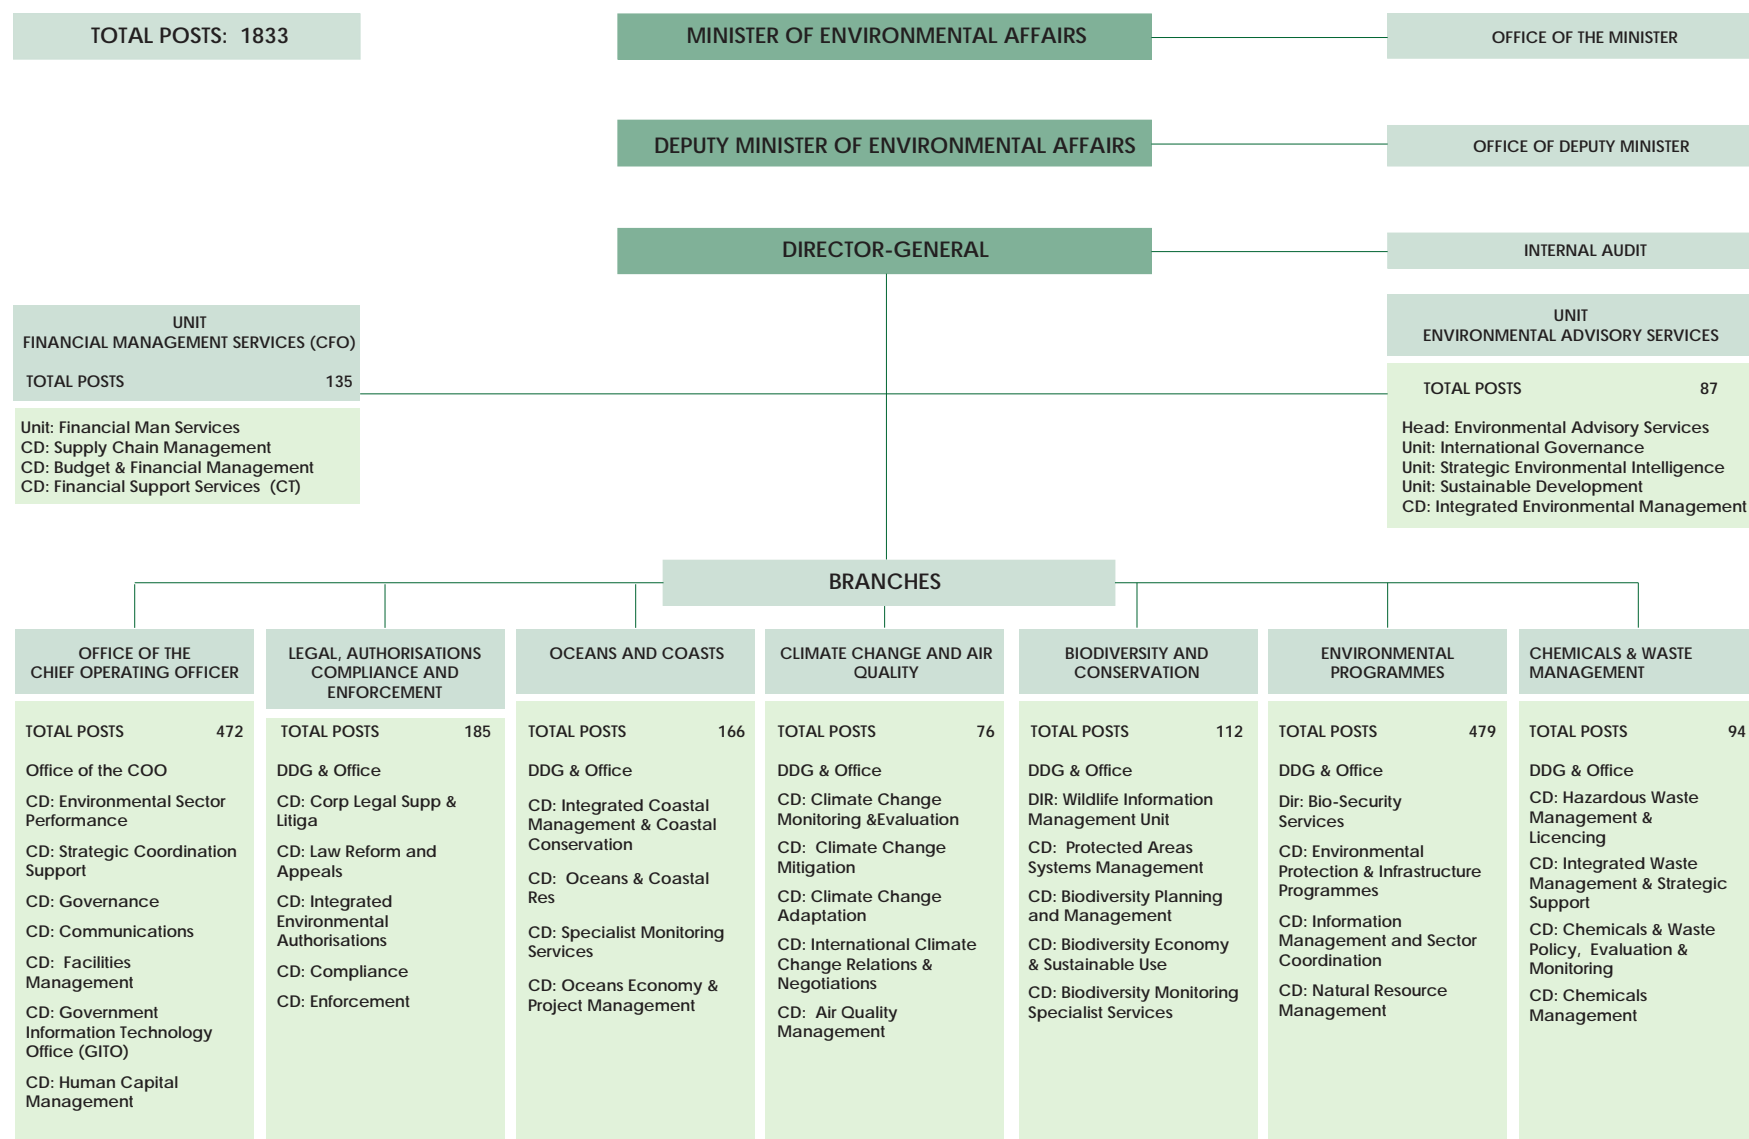 TOTAL POSTS:  1833
MINISTER OF ENVIRONMENTAL AFFAIRS
OFFICE OF THE MINISTER
DEPUTY MINISTER OF ENVIRONMENTAL AFFAIRS
OFFICE OF DEPUTY MINISTER
DIRECTOR-GENERAL
INTERNAL AUDIT
UNIT
FINANCIAL MANAGEMENT SERVICES (CFO)
TOTAL POSTS 135
Unit: Financial Man Services
CD: Supply Chain Management
CD: Budget & Financial Management
CD: Financial Support Services  (CT)
UNIT
ENVIRONMENTAL ADVISORY SERVICES
TOTAL POSTS 87
Head: Environmental Advisory Services
Unit: International Governance
Unit: Strategic Environmental Intelligence
Unit: Sustainable Development
CD: Integrated Environmental Management
BRANCHES
OFFICE OF THE
CHIEF OPERATING OFFICER
TOTAL POSTS 472
Office of the COO
CD: Environmental Sector
Performance
CD: Strategic Coordination
Support
CD: Governance
CD: Communications
CD:  Facilities
Management
CD: Government
Information Technology
Office (GITO)
CD: Human Capital
Management
LEGAL, AUTHORISATIONS
COMPLIANCE AND
ENFORCEMENT
TOTAL POSTS 185
DDG & Office
CD: Corp Legal Supp &
Litiga
CD: Law Reform and
Appeals
CD: Integrated
Environmental
Authorisations
CD: Compliance
CD: Enforcement
OCEANS AND COASTS
TOTAL POSTS 166
DDG & Office
CD: Integrated Coastal
Management & Coastal
Conservation
CD:  Oceans & Coastal
Res
CD: Specialist Monitoring
Services
CD: Oceans Economy &
Project Management
CLIMATE CHANGE AND AIR
QUALITY
TOTAL POSTS 76
DDG & Office
CD: Climate Change
Monitoring &Evaluation
CD:  Climate Change
Mitigation
CD: Climate Change
Adaptation
CD: International Climate
Change Relations &
Negotiations
CD:  Air Quality
Management
BIODIVERSITY AND
CONSERVATION
TOTAL POSTS 112
DDG & Office
DIR: Wildlife Information
Management Unit
CD:  Protected Areas
Systems Management
CD: Biodiversity Planning
and Management
CD: Biodiversity Economy
& Sustainable Use
CD: Biodiversity Monitoring
Specialist Services
ENVIRONMENTAL
PROGRAMMES
TOTAL POSTS 479
DDG & Office
Dir: Bio-Security
Services
CD: Environmental
Protection & Infrastructure
Programmes
CD: Information
Management and Sector
Coordination
CD: Natural Resource
Management
CHEMICALS & WASTE
MANAGEMENT
TOTAL POSTS 94
DDG & Office
CD: Hazardous Waste
Management &
Licencing
CD: Integrated Waste
Management & Strategic
Support
CD: Chemicals & Waste
Policy,  Evaluation &
Monitoring
CD: Chemicals
Management